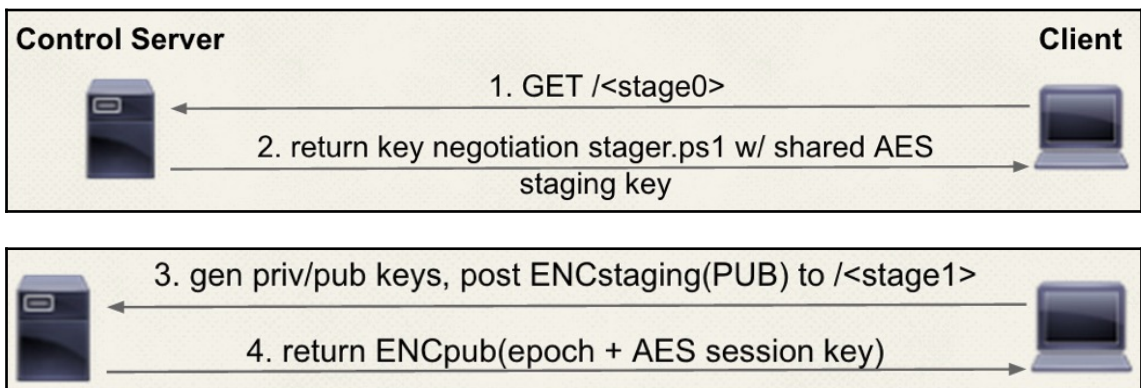 Control Server
Client
1. GET /<stage0>
2. return key negotiation stager.ps1 w/ shared AES
staging key
3. gen priv/pub keys, post ENCstaging(PUB) to /<stage1>
4. return ENCpub(epoch + AES session key)